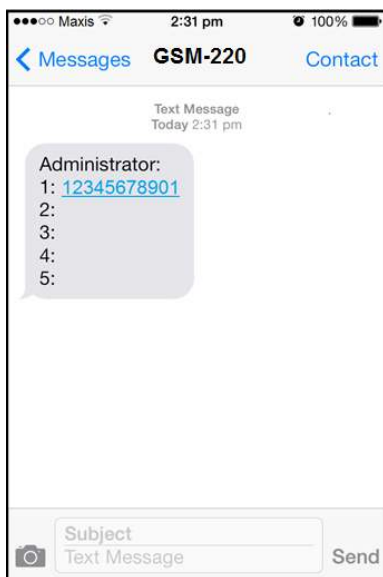 ●●●○○ Maxis 2:31 pm 100%
Messages GSM-220 Contact
Text Message
Today 2:31 pm
Administrator:
1: 12345678901
2:
3:
4:
5:
Subject
Text Message Send